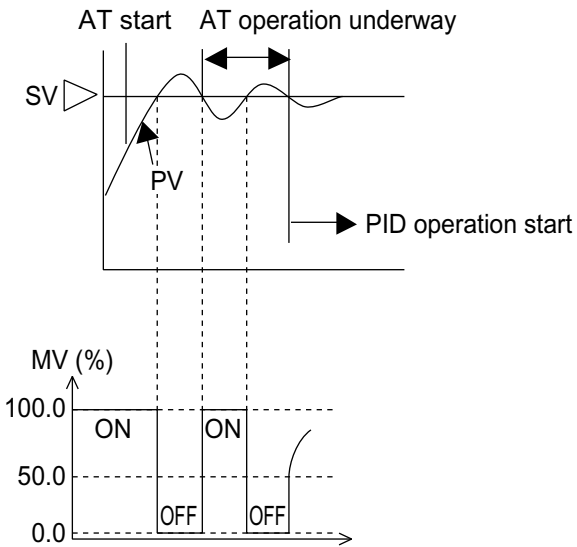 AT start AT operation underway
SV
PV
PID operation start
MV (%)
100.0
ON ON
50.0
OFF OFF
0.0